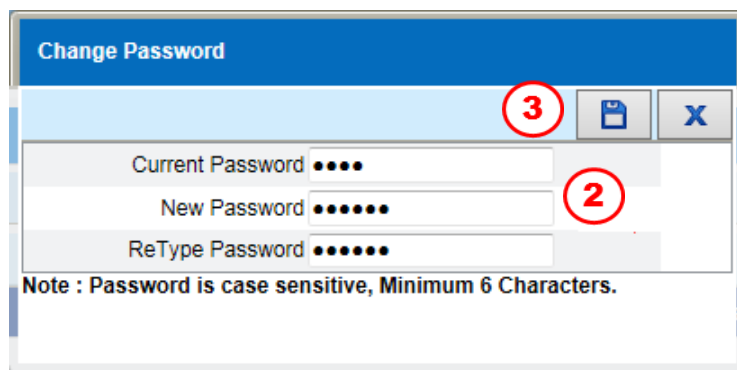 Change Password
3
X
Current Password ••••
New Password ••••••
2
ReType Password ••••••
Note : Password is case sensitive, Minimum 6 Characters.